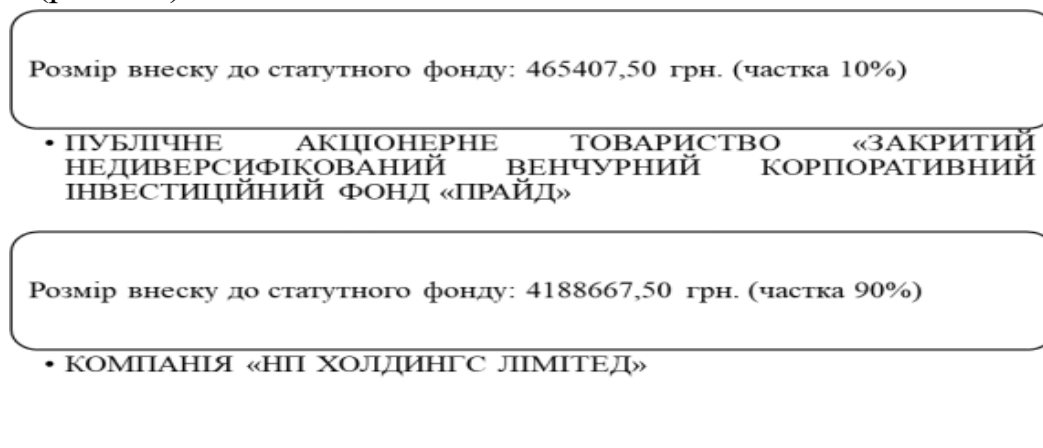 Розмір внеску до статутного фонду: 465407,50 грн. (частка 10%)
• ПУБЛІЧНЕ АКЦІОНЕРНЕ ТОВАРИСТВО «ЗАКРИТИЙ
НЕДИВЕРСИФІКОВАНИЙ ВЕНЧУРНИЙ КОРПОРАТИВНИЙ
ІНВЕСТИЦІЙНИЙ ФОНД «ПРАЙД»
Розмір внеску до статутного фонду: 4188667,50 грн. (частка 90%)
• КОМПАНІЯ «НП ХОЛДИНГС ЛІМІТЕД»